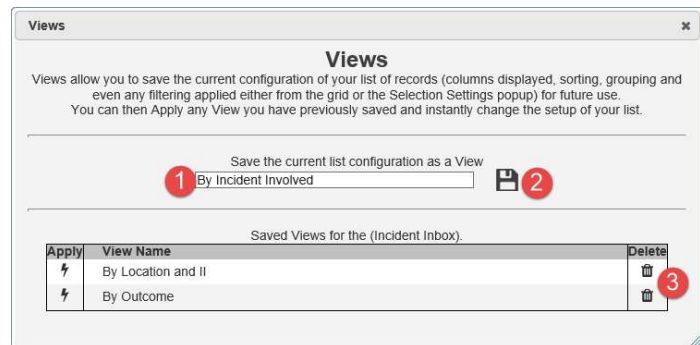 Views
Views
Views allow you to save the current configuration of your list of records (columns displayed, sorting, grouping and
even any filtering applied either from the grid or the Selection Settings popup) for future use.
You can then Apply any View you have previously saved and instantly change the setup of your list.
Save the current list configuration as a View
1 By Incident Involved 2
Saved Views for the (Incident Inbox).
Apply View Name Delete
By Location and II
3
By Outcome